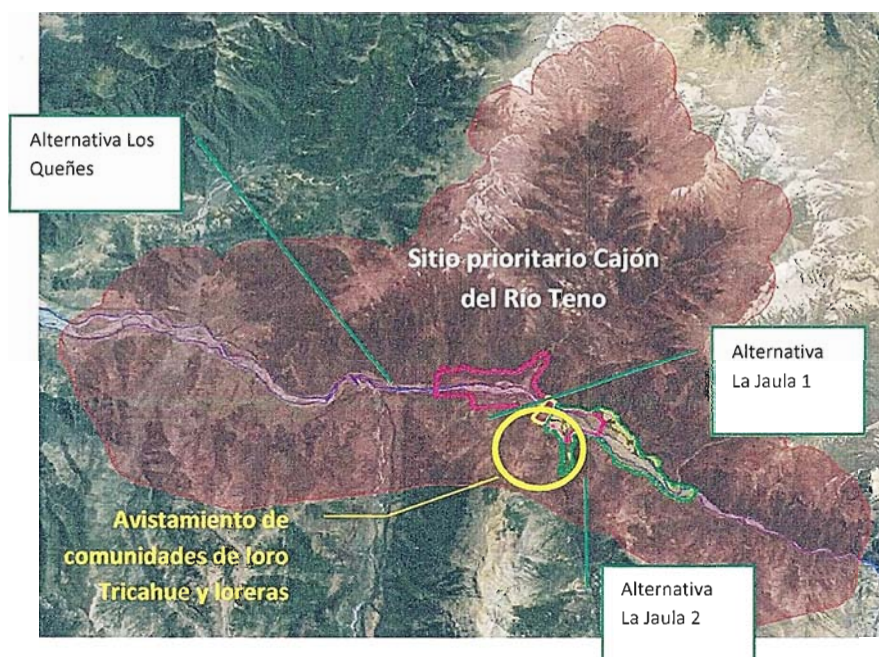 Alternativa Los
Queñes
Sitio prioritario Cajón
del Río Teno
Alternativa
La Jaula 1
Avistamiento de
comunidades de loro
Tricahue y loreras
Alternativa
La Jaula 2